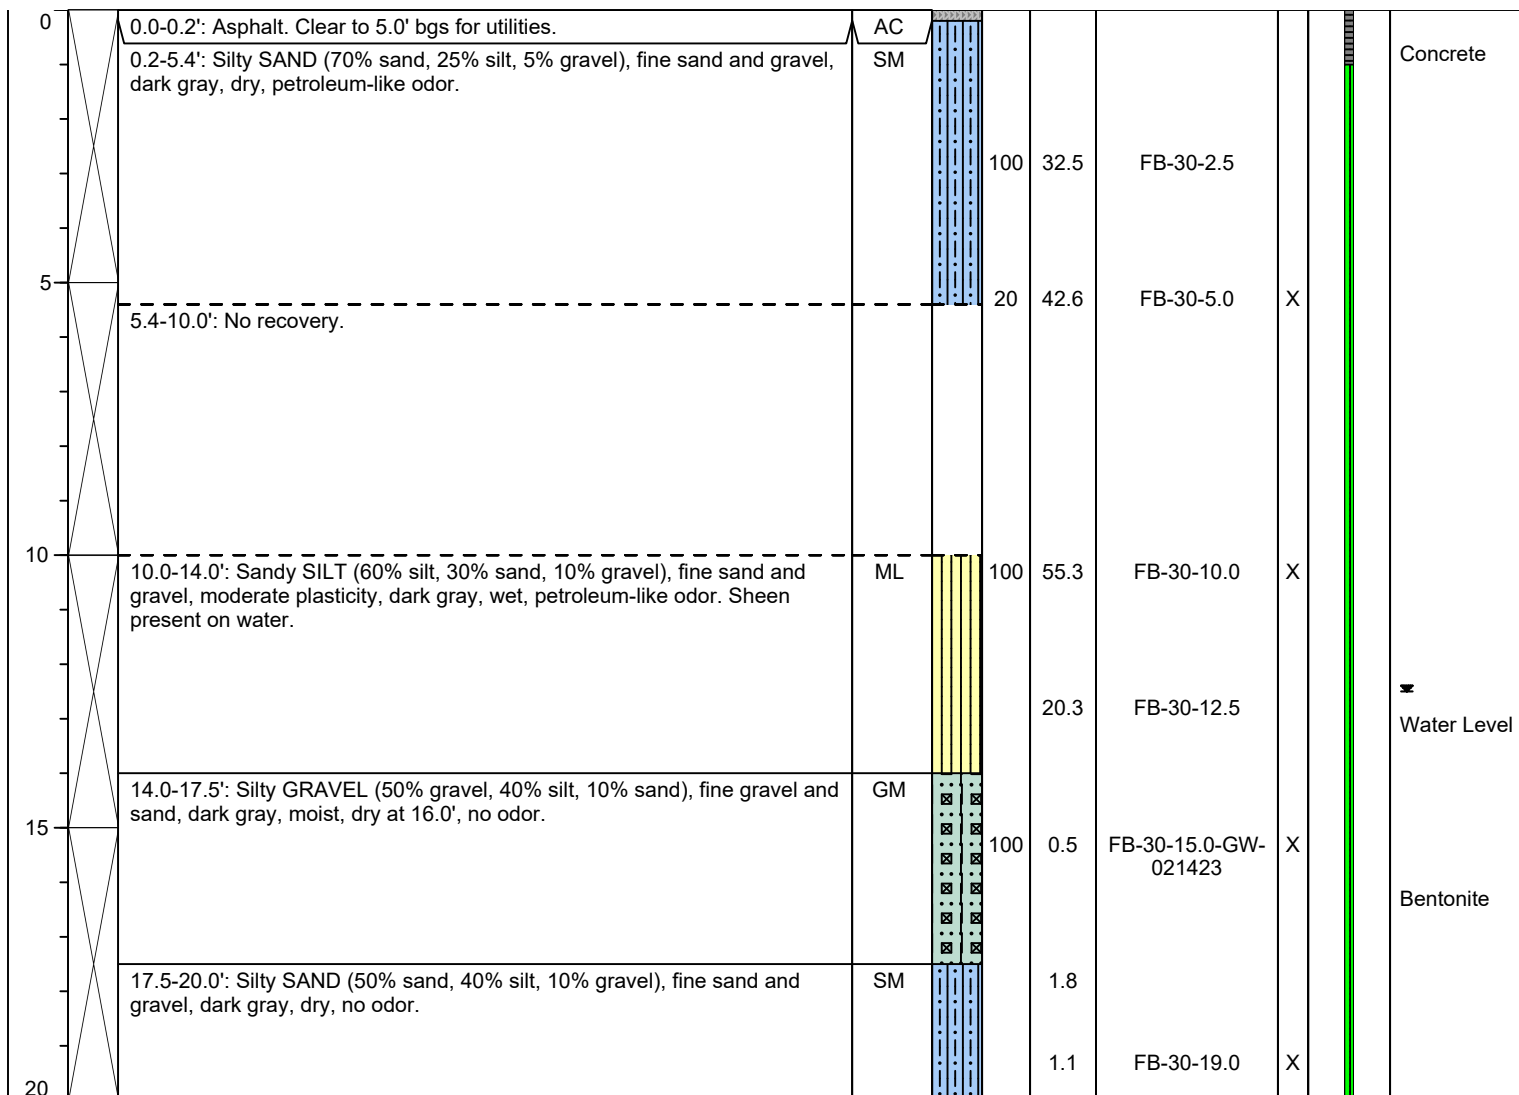 0
0.0-0.2': Asphalt. Clear to 5.0' bgs for utilities.
AC
0.2-5.4': Silty SAND (70% sand, 25% silt, 5% gravel), fine sand and gravel,
dark gray, dry, petroleum-like odor.
SM
Concrete
100 32.5 FB-30-2.5
5
20 42.6 FB-30-5.0 X
5.4-10.0': No recovery.
10
10.0-14.0': Sandy SILT (60% silt, 30% sand, 10% gravel), fine sand and
gravel, moderate plasticity, dark gray, wet, petroleum-like odor. Sheen
present on water.
ML
100 55.3 FB-30-10.0 X
20.3 FB-30-12.5
Water Level
14.0-17.5': Silty GRAVEL (50% gravel, 40% silt, 10% sand), fine gravel and
sand, dark gray, moist, dry at 16.0', no odor.
GM
15
100 0.5 FB-30-15.0-GW-
021423
X
Bentonite
17.5-20.0': Silty SAND (50% sand, 40% silt, 10% gravel), fine sand and
gravel, dark gray, dry, no odor.
SM
1.8
1.1 FB-30-19.0 X
20